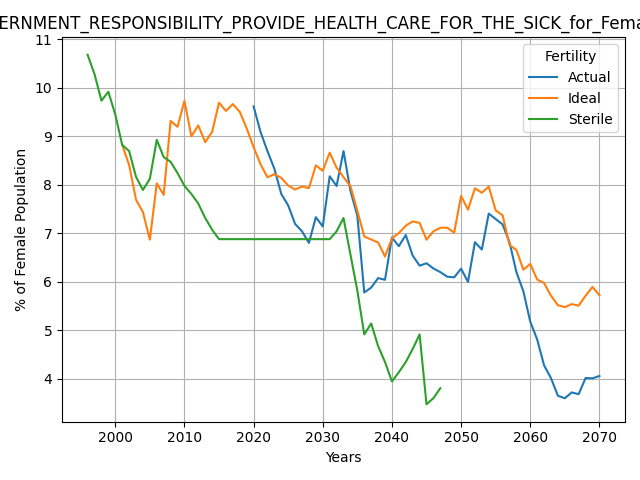 ERNMENT_RESPONSIBILITY_PROVIDE_HEALTH_CARE_FOR_THE_SICK_for_Fema
Fertility
Actual
Ideal
Sterile
% of Female Population
11
10
9
8
7
6
5
4
2000 2010 2020 2030 2040 2050 2060 2070
Years